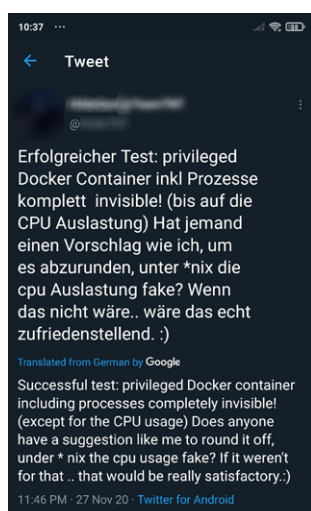 10:37 ...
Tweet
@
Erfolgreicher Test: privileged
Docker Container inkl Prozesse
komplett invisible! (bis auf die
CPU Auslastung) Hat jemand
einen Vorschlag wie ich, um
es abzurunden, unter *nix die
cpu Auslastung fake? Wenn
das nicht wäre.. wäre das echt
zufriedenstellend. :)
Translated from German by Google
Successful test: privileged Docker container
including processes completely invisible!
(except for the CPU usage) Does anyone
have a suggestion like me to round it off,
under * nix the cpu usage fake? If it weren't
for that .. that would be really satisfactory.:)
11:46 PM · 27 Nov 20 · Twitter for Android